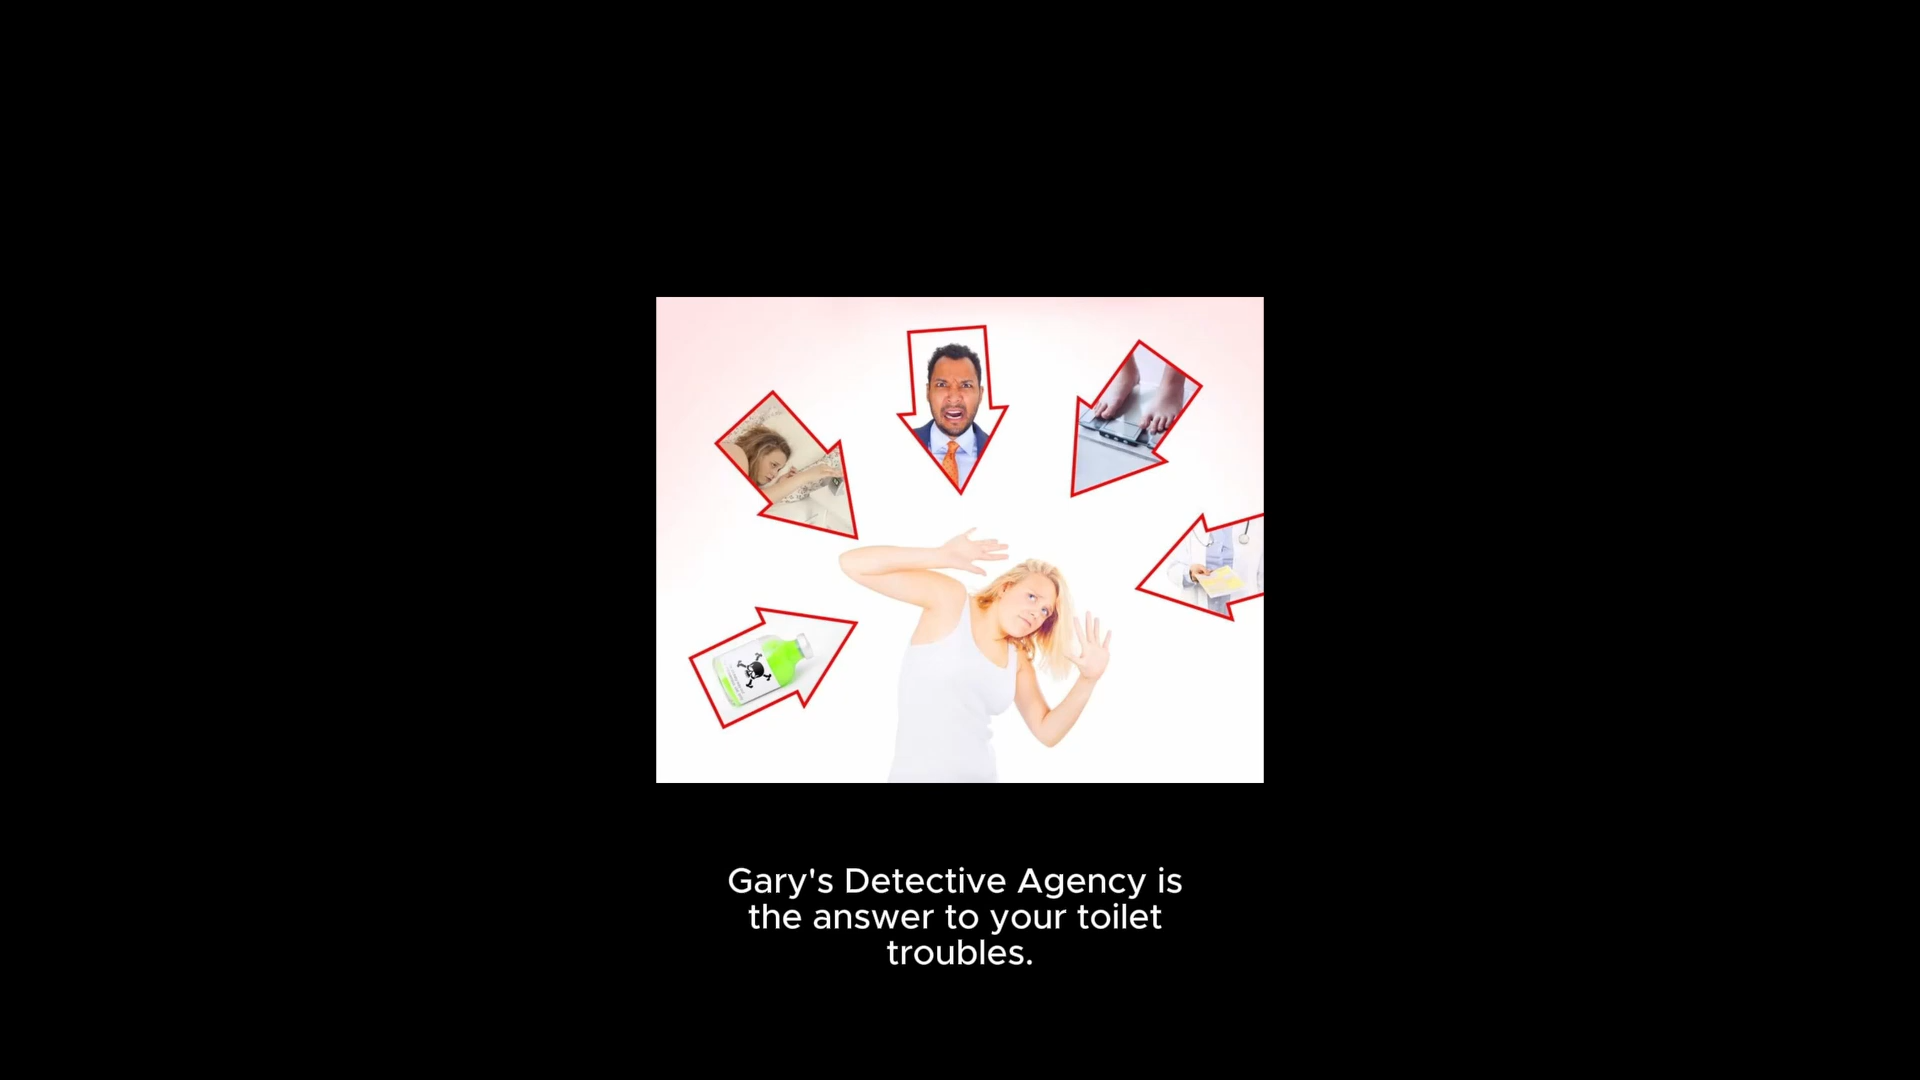 Gary's Detective Agency is
the answer to your toilet
troubles.